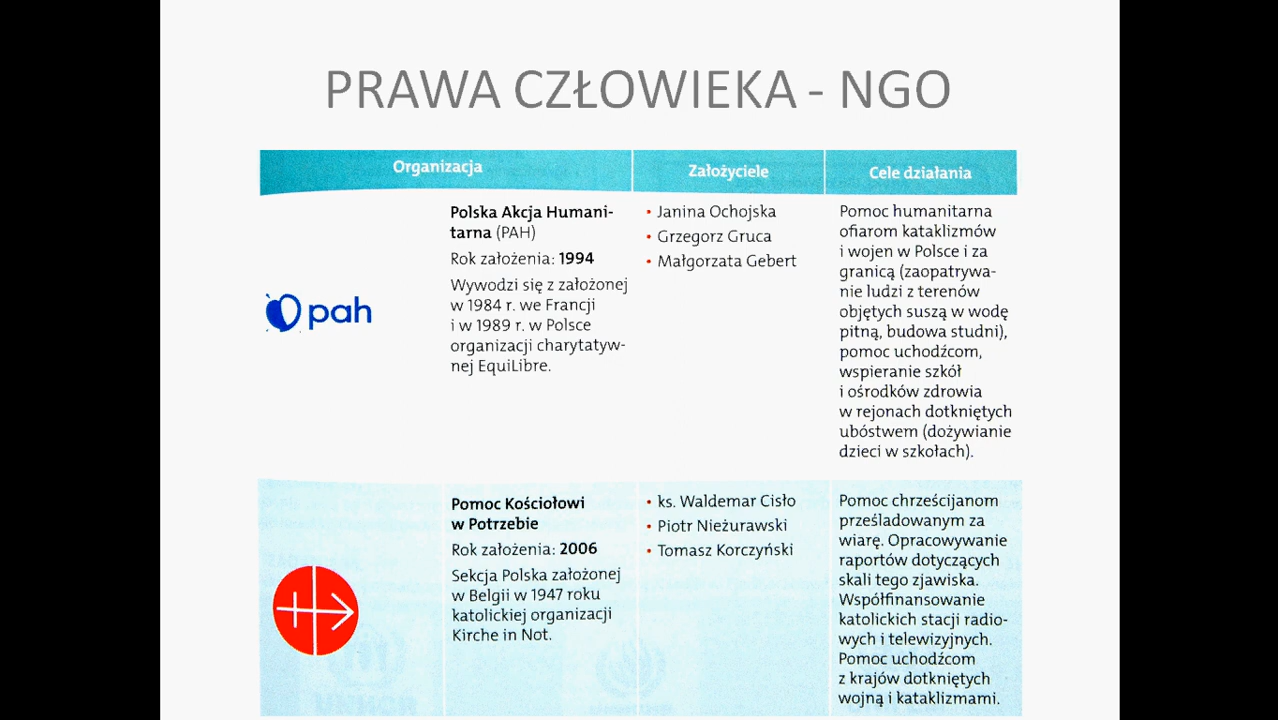 PRAWA CZŁOWIEKA - NGO
Organizacja
Założyciele
Cele działania
pah
Polska Akcja Humani-
tarna (PAH)
Rok założenia: 1994
Wywodzi się z założonej
w 1984 r. we Francji
i w 1989 r. w Polsce
organizacji charytatyw-
nej EquiLibre.
• Janina Ochojska
• Grzegorz Gruca
• Małgorzata Gebert
Pomoc humanitarna
ofiarom kataklizmów
i wojen w Polsce i za
granicą (zaopatrywa-
nie ludzi z terenów
objętych suszą w wodę
pitną, budowa studni),
pomoc uchodźcom,
wspieranie szkół
i ośrodków zdrowia
w rejonach dotkniętych
ubóstwem (dożywianie
dzieci w szkołach).
Pomoc Kościołowi
w Potrzebie
Rok założenia: 2006
Sekcja Polska założonej
w Belgii w 1947 roku
katolickiej organizacji
Kirche in Not.
• ks. Waldemar Cisło
• Piotr Nieżurawski
• Tomasz Korczyński
Pomoc chrześcijanom
prześladowanym za
wiarę. Opracowywanie
raportów dotyczących
skali tego zjawiska.
Współfinansowanie
katolickich stacji radio-
wych i telewizyjnych.
Pomoc uchodźcom
z krajów dotkniętych
wojną i kataklizmami.